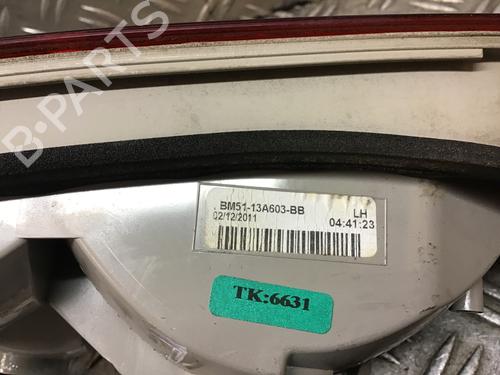 B-PARTS
. BM51-13A603-BB LH
02/12/2011 04:41:23
TK:6631